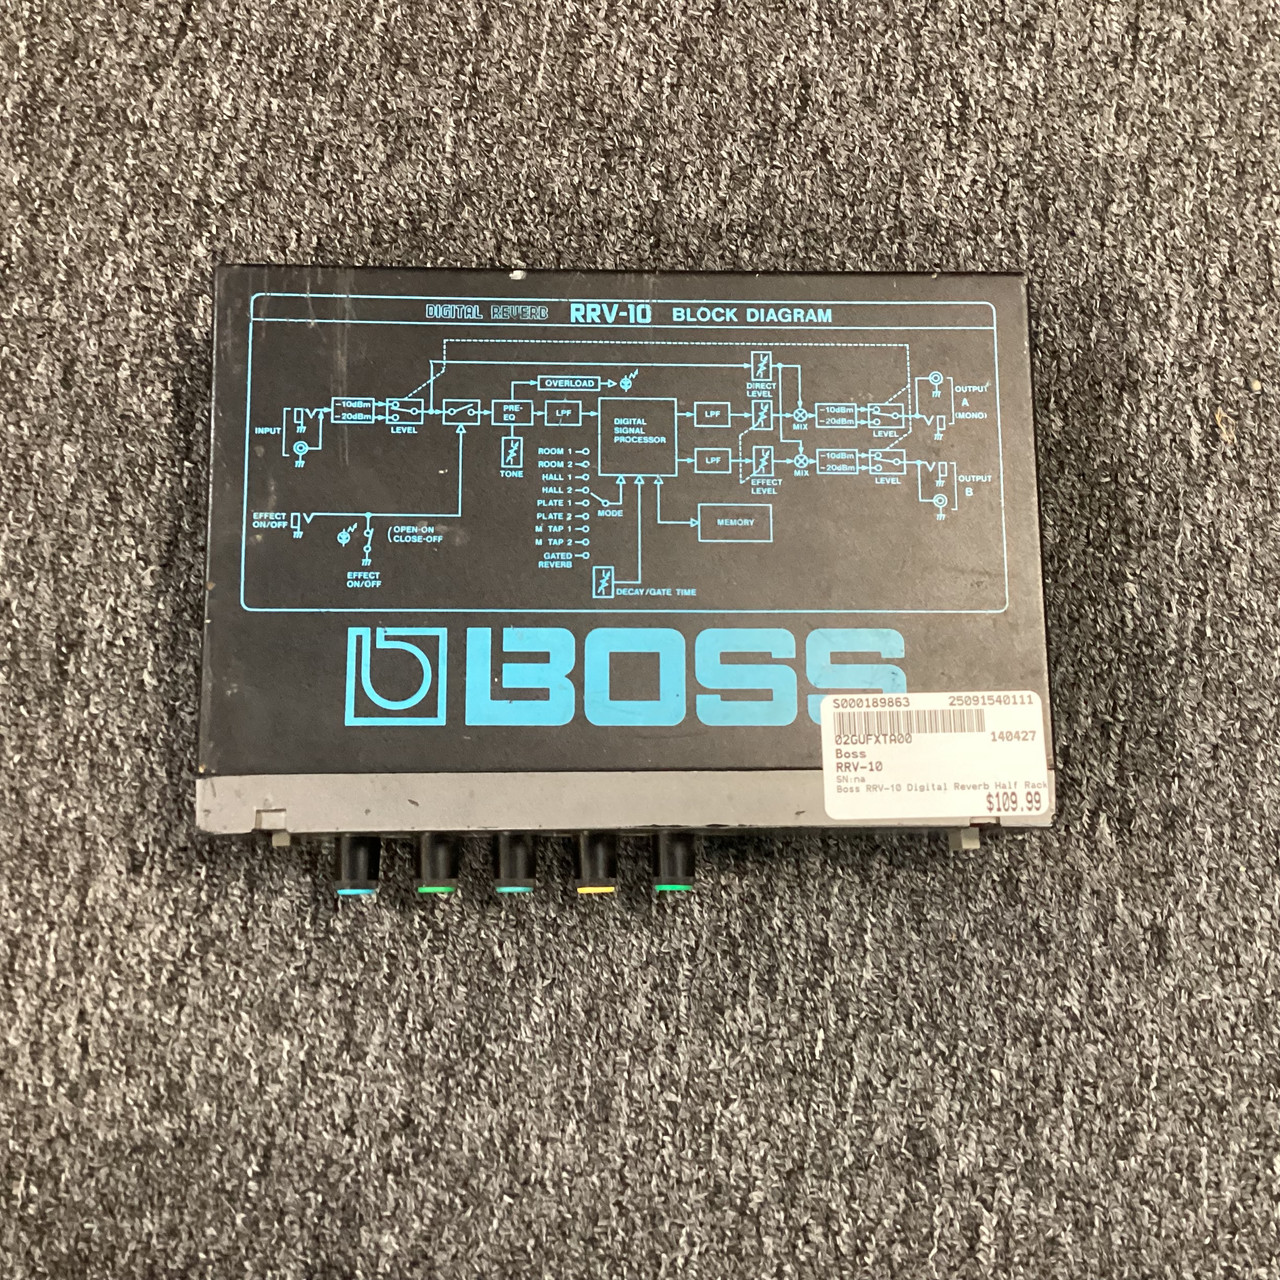 DIGITAL REVERB RRV-10 BLOCK DIAGRAM
OVERLOAD
DIRECT
LEVEL
INPUT
-10dBm
-20dBm
LEVEL
PRE-
EQ
LPF
TONE
DIGITAL
SIGNAL
PROCESSOR
LPF
LPF
MIX
MIX
EFFECT
LEVEL
-10dBm
-20dBm
LEVEL
-10dBm
-20dBm
LEVEL
OUTPUT
A
(MONO)
OUTPUT
B
ROOM 1
ROOM 2
HALL 1
HALL 2
PLATE 1
PLATE 2
M TAP 1
M TAP 2
GATED
REVERB
MODE
MEMORY
EFFECT
ON/OFF
(OPEN-ON
CLOSE-OFF
EFFECT
ON/OFF
DECAY/GATE TIME
b BOSS
S000189863 25091540111
02GUFXTA00 140427
Boss
RRV-10
SN:na
Boss RRV-10 Digital Reverb Half Rack
$109.99